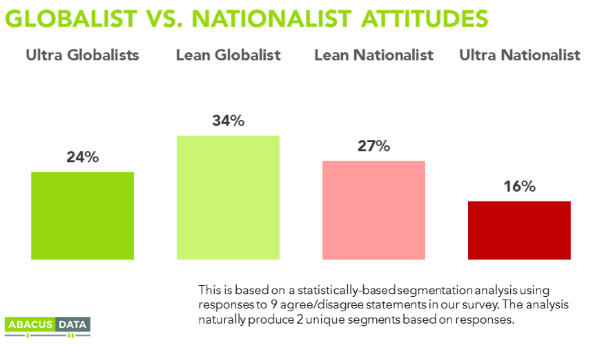 GLOBALIST VS. NATIONALIST ATTITUDES
Ultra Globalists Lean Globalist Lean Nationalist Ultra Nationalist
24% 34% 27% 16%
This is based on a statistically-based segmentation analysis using
responses to 9 agree/disagree statements in our survey. The analysis
naturally produce 2 unique segments based on responses.
ABACUS DATA